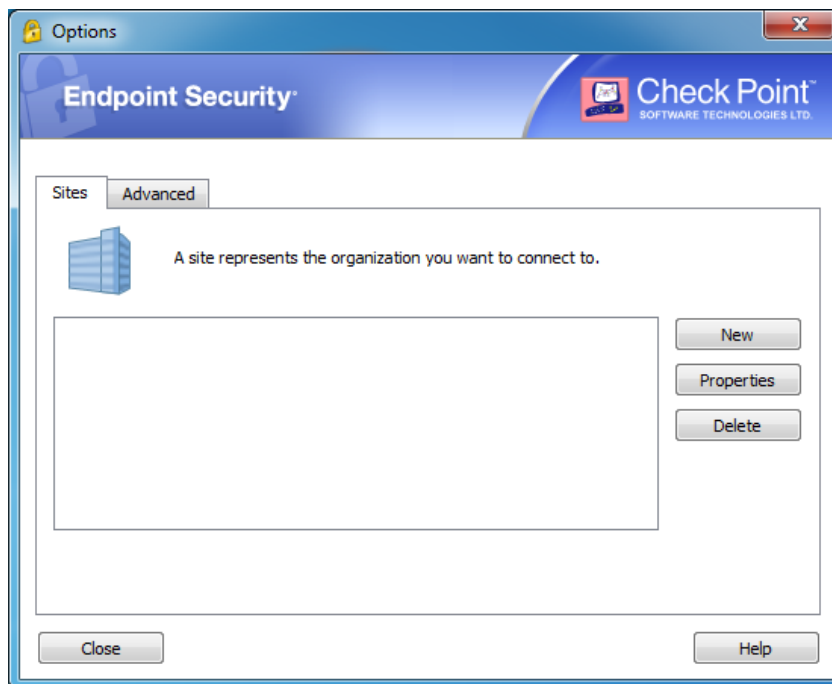 Options
Endpoint Security
Check Point™
SOFTWARE TECHNOLOGIES LTD.
Sites
Advanced
A site represents the organization you want to connect to.
New
Properties
Delete
Close
Help